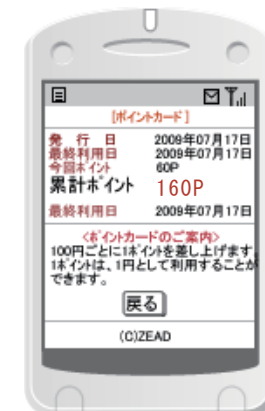 [ポイントカード]
発行日 2009年07月17日
最終利用日 2009年07月17日
今回ポイント 60P
累計ポイント 160P
最終利用日 2009年07月17日
<ポイントカードのご案内>
100円ごとに1ポイントを差し上げます。
1ポイントは、1円として利用することが
できます。
戻る
(C)ZEAD